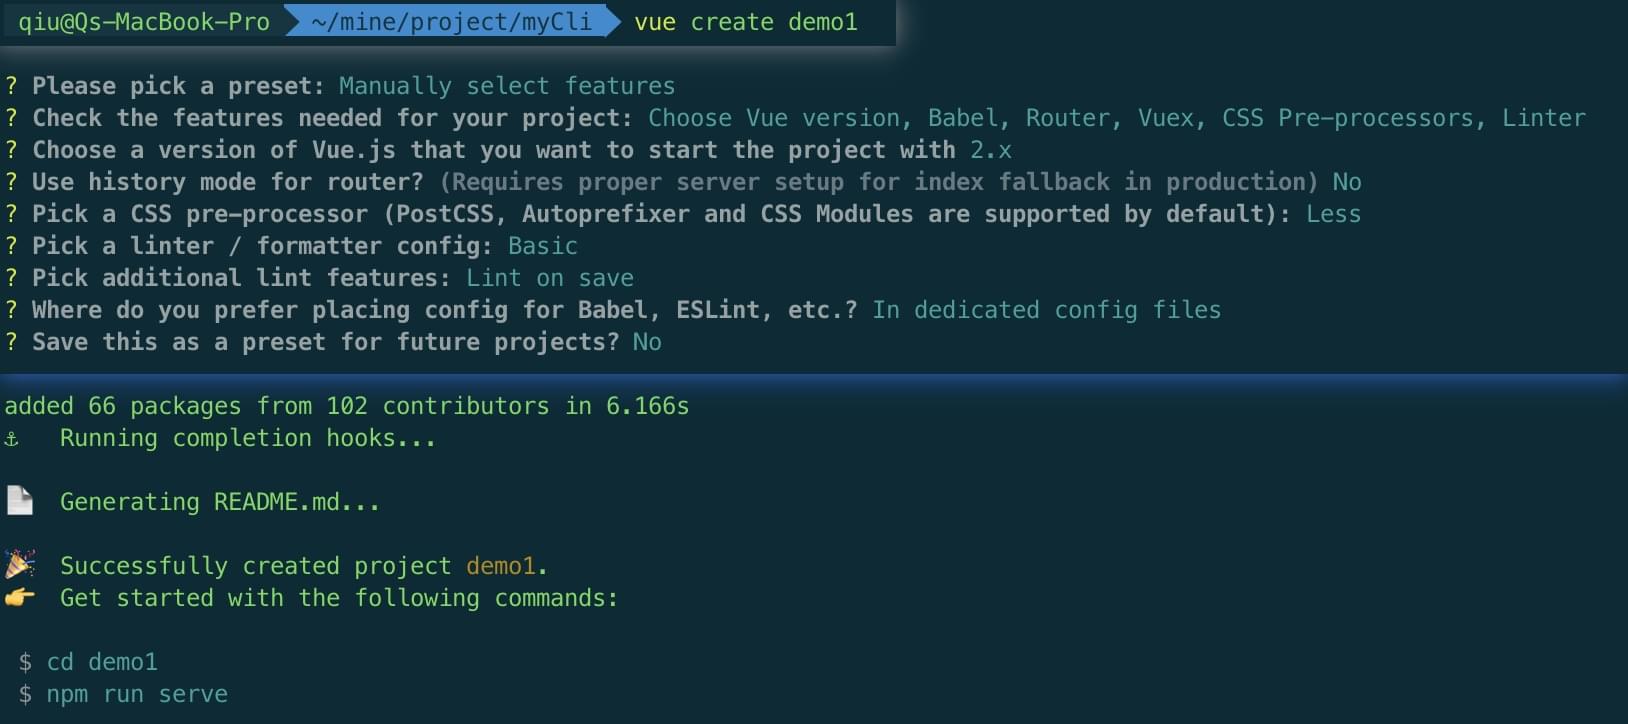 qiu@Qs-MacBook-Pro ~/mine/project/myCli vue create demo1
? Please pick a preset: Manually select features
? Check the features needed for your project: Choose Vue version, Babel, Router, Vuex, CSS Pre-processors, Linter
? Choose a version of Vue.js that you want to start the project with 2.x
? Use history mode for router? (Requires proper server setup for index fallback in production) No
? Pick a CSS pre-processor (PostCSS, Autoprefixer and CSS Modules are supported by default): Less
? Pick a linter / formatter config: Basic
? Pick additional lint features: Lint on save
? Where do you prefer placing config for Babel, ESLint, etc.? In dedicated config files
? Save this as a preset for future projects? No
added 66 packages from 102 contributors in 6.166s
⚓ Running completion hooks...
📄 Generating README.md...
🎉 Successfully created project demo1.
👉 Get started with the following commands:
$ cd demo1
$ npm run serve